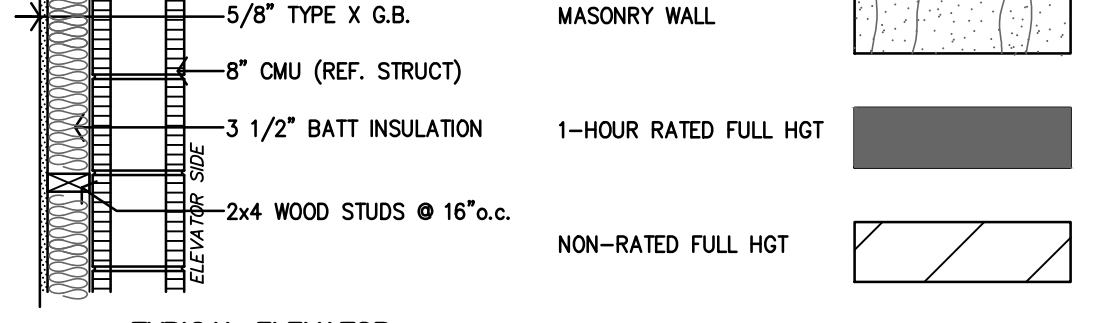 5/8" TYPE X G.B.
8" CMU (REF. STRUCT)
3 1/2" BATT INSULATION
2x4 WOOD STUDS @ 16"o.c.
ELEVATOR SIDE
MASONRY WALL
1-HOUR RATED FULL HGT
NON-RATED FULL HGT